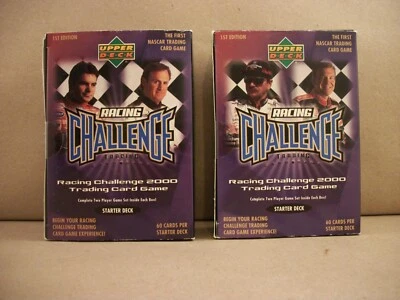 1ST EDITION
UPPER
DECK
THE FIRST
NASCAR TRADING
CARD GAME
RACING
CHALLENGE
Racing Challenge 2000
Trading Card Game
Complete Two Player Game Set Inside Each Box!
STARTER DECK
BEGIN YOUR RACING
CHALLENGE TRADING
CARD GAME EXPERIENCE!
60 CARDS PER
STARTER DECK
1ST EDITION
UPPER
DECK
THE FIRST
NASCAR TRADING
CARD GAME
RACING
CHALLENGE
Racing Challenge 2000
Trading Card Game
Complete Two Player Game Set Inside Each Box!
STARTER DECK
BEGIN YOUR RACING
CHALLENGE TRADING
CARD GAME EXPERIENCE!
60 CARDS PER
STARTER DECK